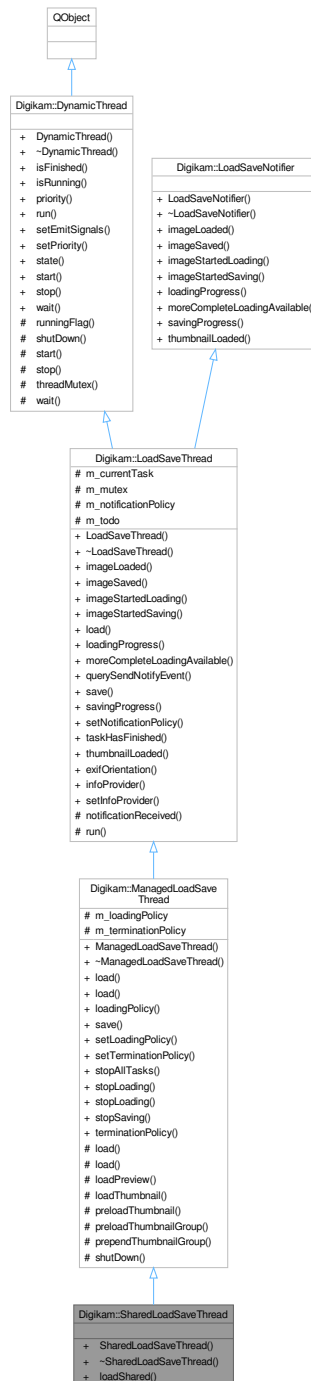 QObject
Digikam::DynamicThread
+ DynamicThread()
+ ~DynamicThread()
+ isFinished()
+ isRunning()
+ priority()
+ run()
+ setEmitSignals()
+ setPriority()
+ state()
+ start()
+ stop()
+ wait()
# runningFlag()
# shutDown()
# start()
# stop()
# threadMutex()
# wait()
Digikam::LoadSaveNotifier
+ LoadSaveNotifier()
+ ~LoadSaveNotifier()
+ imageLoaded()
+ imageSaved()
+ imageStartedLoading()
+ imageStartedSaving()
+ loadingProgress()
+ moreCompleteLoadingAvailable(
+ savingProgress()
+ thumbnailLoaded()
Digikam::LoadSaveThread
# m_currentTask
# m_mutex
# m_notificationPolicy
# m_todo
+ LoadSaveThread()
+ ~LoadSaveThread()
+ imageLoaded()
+ imageSaved()
+ imageStartedLoading()
+ imageStartedSaving()
+ load()
+ loadingProgress()
+ moreCompleteLoadingAvailable()
+ querySendNotifyEvent()
+ save()
+ savingProgress()
+ setNotificationPolicy()
+ taskHasFinished()
+ thumbnailLoaded()
+ exifOrientation()
+ infoProvider()
+ setInfoProvider()
# notificationReceived()
# run()
Digikam::ManagedLoadSave
Thread
# m_loadingPolicy
# m_terminationPolicy
+ ManagedLoadSaveThread()
+ ~ManagedLoadSaveThread()
+ load()
+ load()
+ loadingPolicy()
+ save()
+ setLoadingPolicy()
+ setTerminationPolicy()
+ stopAllTasks()
+ stopLoading()
+ stopLoading()
+ stopSaving()
+ terminationPolicy()
# load()
# load()
# loadPreview()
# loadThumbnail()
# preloadThumbnail()
# preloadThumbnailGroup()
# prependThumbnailGroup()
# shutDown()
Digikam::SharedLoadSaveThread
+ SharedLoadSaveThread()
+ ~SharedLoadSaveThread()
+ loadShared()